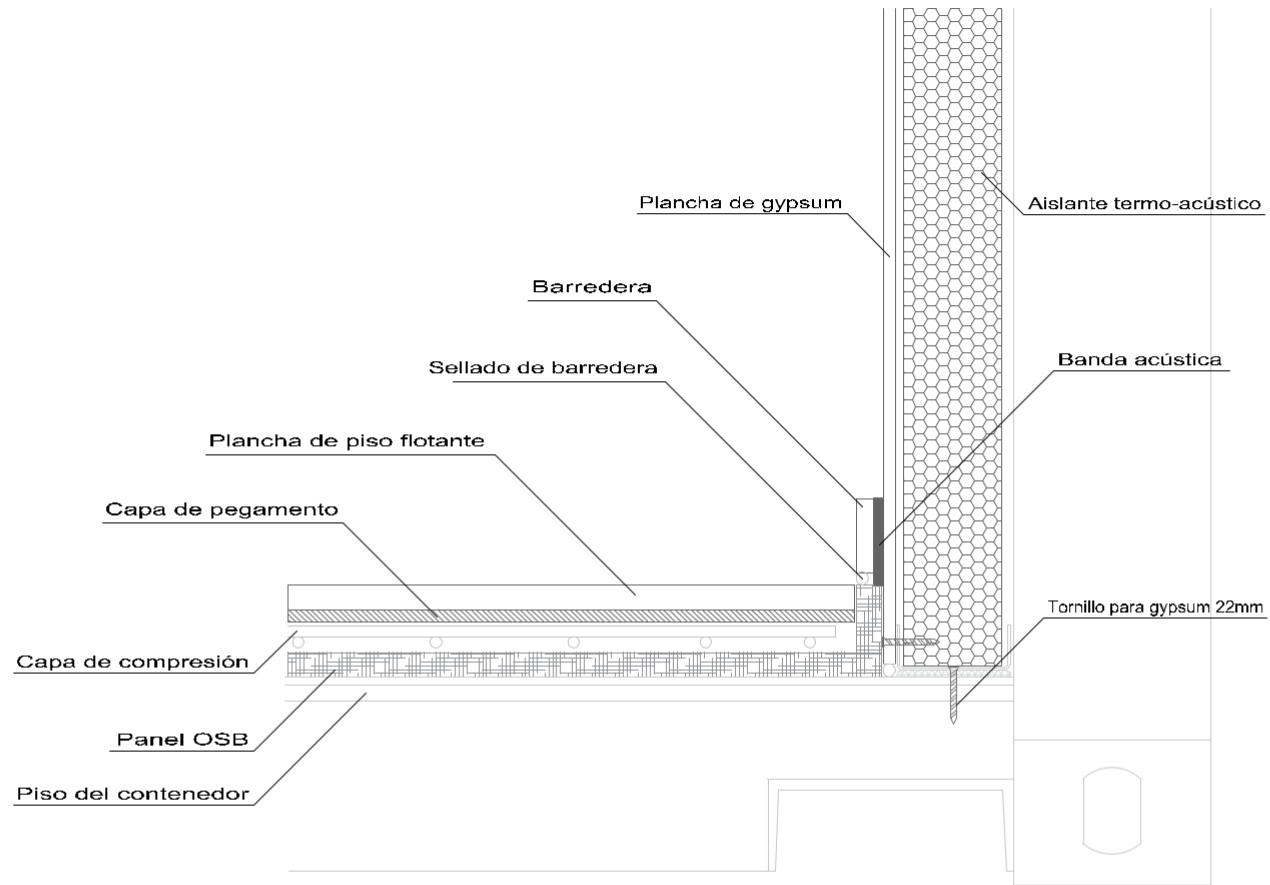 Plancha de gypsum
Aislante termo-acústico
Barredera
Banda acústica
Sellado de barredera
Plancha de piso flotante
Capa de pegamento
Tornillo para gypsum 22mm
Capa de compresión
Panel OSB
Piso del contenedor